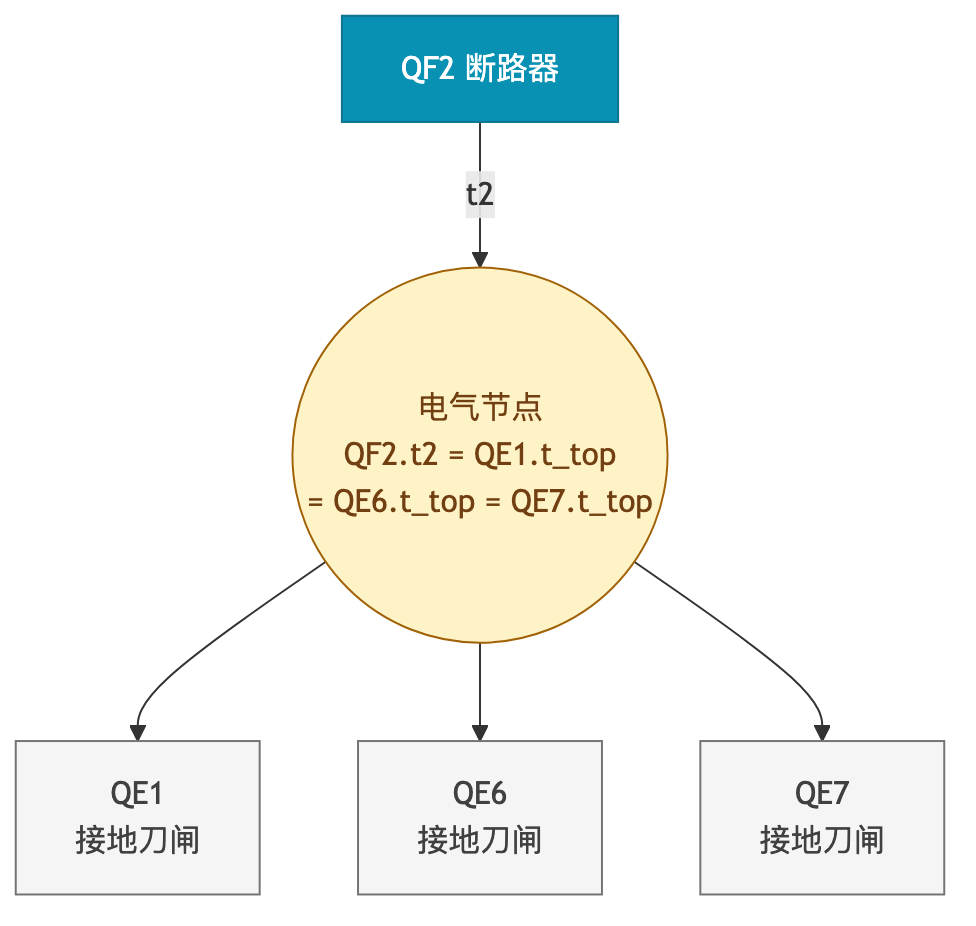 QF2 断路器
t2
电气节点
QF2.t2 = QE1.t_top
= QE6.t_top = QE7.t_top
QE1
接地刀闸
QE6
接地刀闸
QE7
接地刀闸